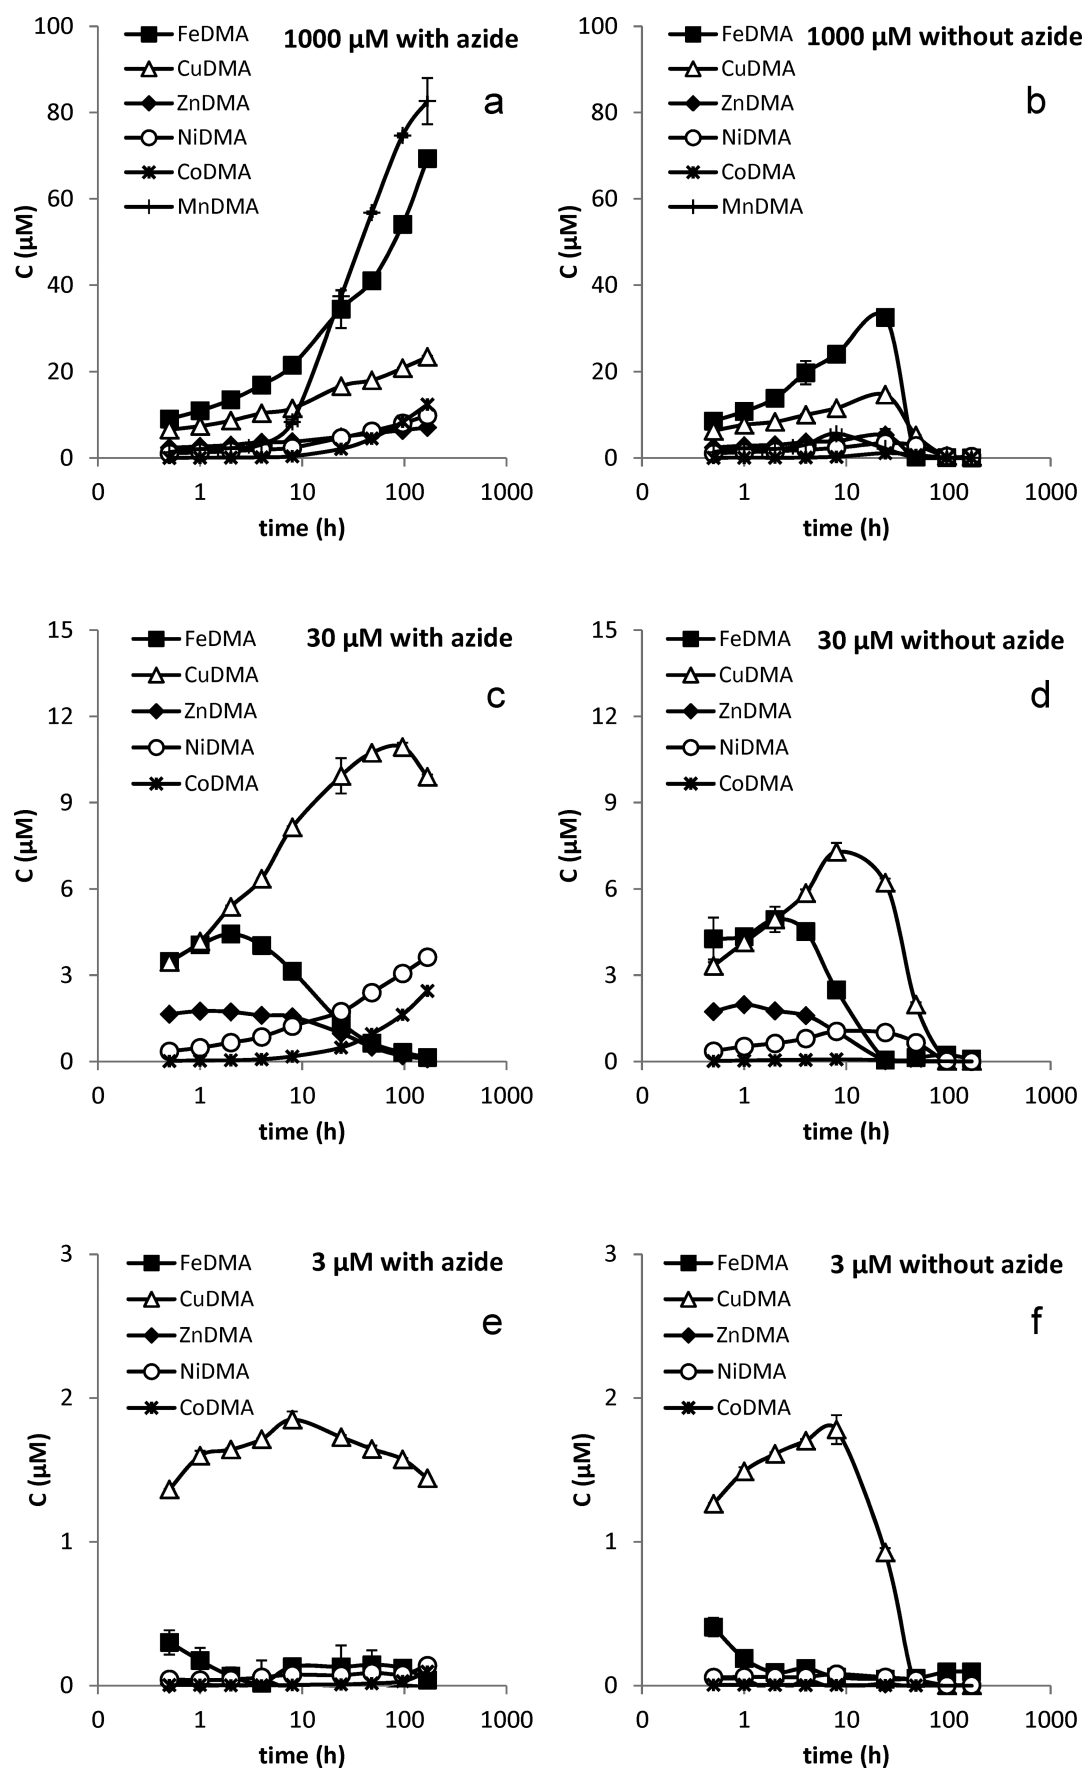 1000 µM with azide
a
FeDMA
CuDMA
ZnDMA
NiDMA
CoDMA
MnDMA
100
80
60
40
20
0
C (µM)
0 1 10 100 1000
time (h)
1000 µM without azide
b
FeDMA
CuDMA
ZnDMA
NiDMA
CoDMA
MnDMA
100
80
60
40
20
0
C (µM)
0 1 10 100 1000
time (h)
30 µM with azide
c
FeDMA
CuDMA
ZnDMA
NiDMA
CoDMA
15
12
9
6
3
0
C (µM)
0 1 10 100 1000
time (h)
30 µM without azide
d
FeDMA
CuDMA
ZnDMA
NiDMA
CoDMA
15
12
9
6
3
0
C (µM)
0 1 10 100 1000
time (h)
3 µM with azide
e
FeDMA
CuDMA
ZnDMA
NiDMA
CoDMA
3
2
1
0
C (µM)
0 1 10 100 1000
time (h)
3 µM without azide
f
FeDMA
CuDMA
ZnDMA
NiDMA
CoDMA
3
2
1
0
C (µM)
0 1 10 100 1000
time (h)